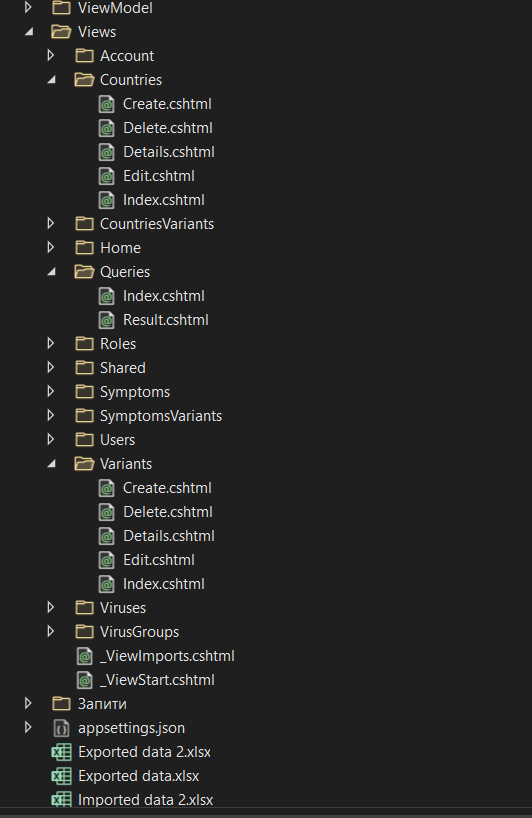 ViewModel
Views
Account
Countries
Create.cshtml
Delete.cshtml
Details.cshtml
Edit.cshtml
Index.cshtml
CountriesVariants
Home
Queries
Index.cshtml
Result.cshtml
Roles
Shared
Symptoms
SymptomsVariants
Users
Variants
Create.cshtml
Delete.cshtml
Details.cshtml
Edit.cshtml
Index.cshtml
Viruses
VirusGroups
_ViewImports.cshtml
_ViewStart.cshtml
Запити
appsettings.json
Exported data 2.xlsx
Exported data.xlsx
Imported data 2.xlsx